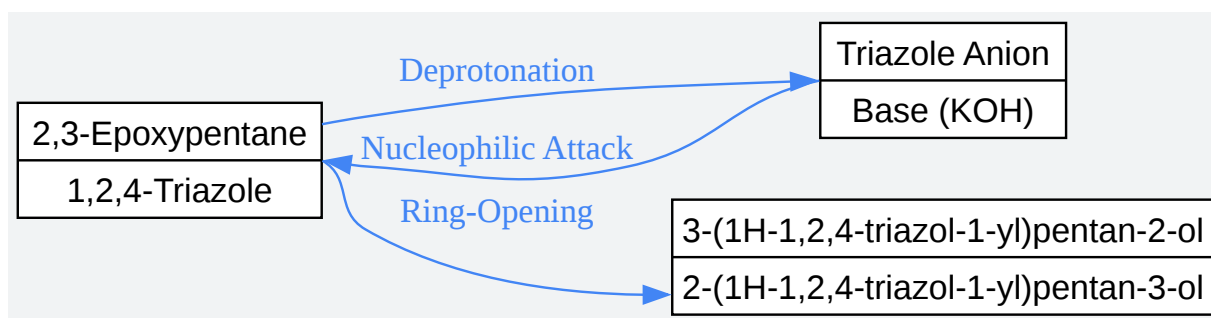 Deprotonation
Triazole Anion
Base (KOH)
2,3-Epoxypentane
1,2,4-Triazole
Nucleophilic Attack
Ring-Opening
3-(1H-1,2,4-triazol-1-yl)pentan-2-ol
2-(1H-1,2,4-triazol-1-yl)pentan-3-ol